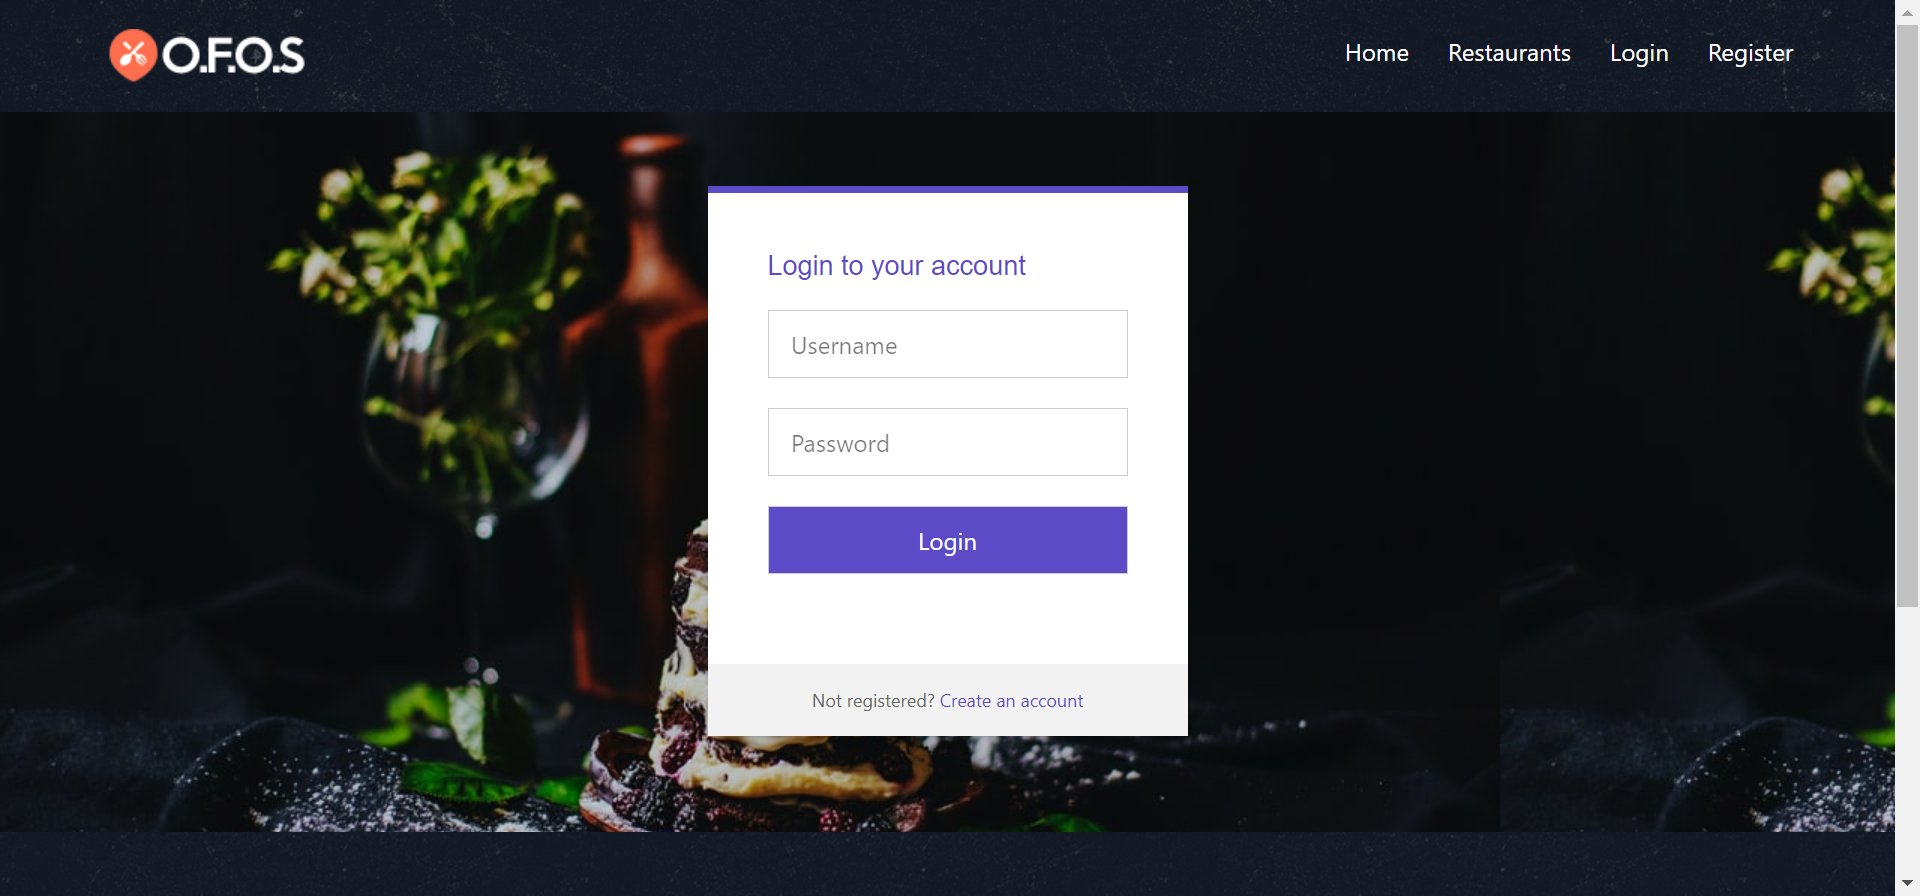 O.F.O.S
Home Restaurants Login Register
Login to your account
Username
Password
Login
Not registered? Create an account